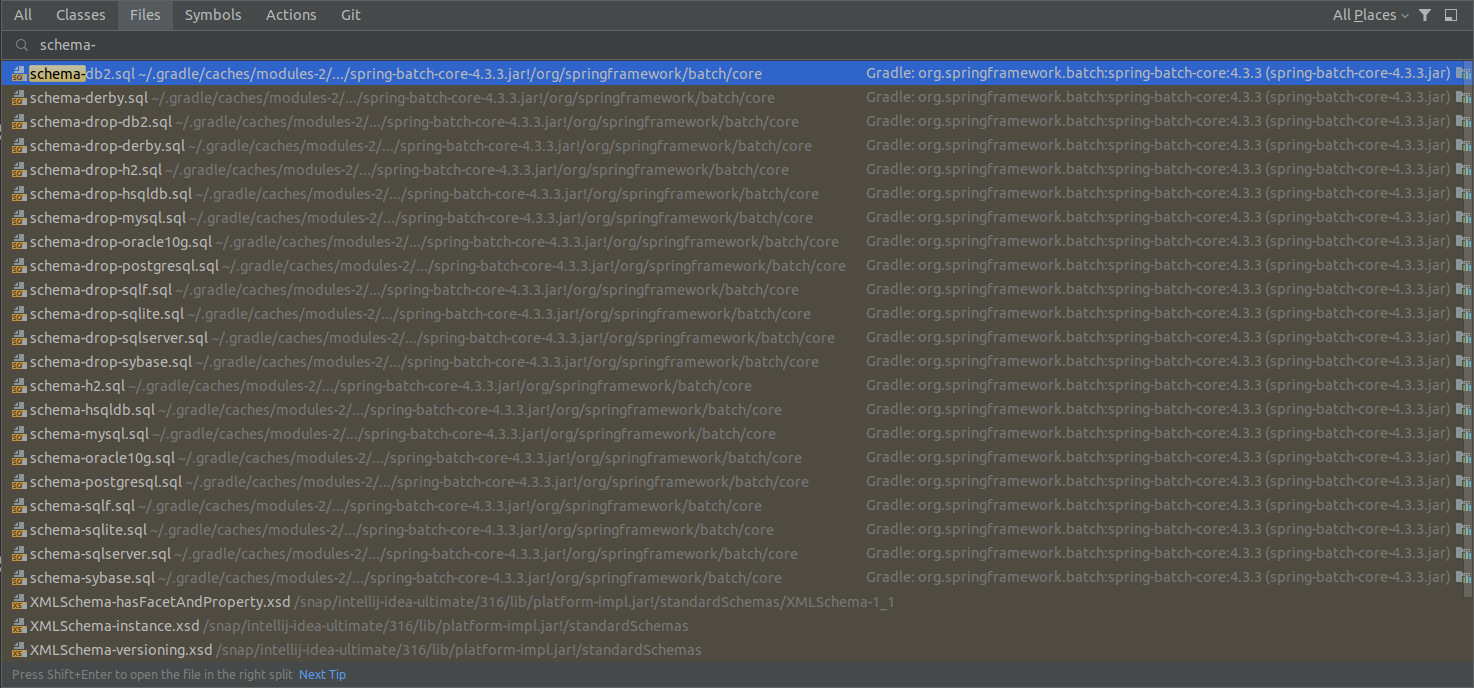 All Classes Files Symbols Actions Git All Places
schema-
schema-db2.sql ~/.gradle/caches/modules-2/.../spring-batch-core-4.3.3.jar!/org/springframework/batch/core Gradle: org.springframework.batch:spring-batch-core:4.3.3 (spring-batch-core-4.3.3.jar)
schema-derby.sql ~/.gradle/caches/modules-2/.../spring-batch-core-4.3.3.jar!/org/springframework/batch/core Gradle: org.springframework.batch:spring-batch-core:4.3.3 (spring-batch-core-4.3.3.jar)
schema-drop-db2.sql ~/.gradle/caches/modules-2/.../spring-batch-core-4.3.3.jar!/org/springframework/batch/core Gradle: org.springframework.batch:spring-batch-core:4.3.3 (spring-batch-core-4.3.3.jar)
schema-drop-derby.sql ~/.gradle/caches/modules-2/.../spring-batch-core-4.3.3.jar!/org/springframework/batch/core Gradle: org.springframework.batch:spring-batch-core:4.3.3 (spring-batch-core-4.3.3.jar)
schema-drop-h2.sql ~/.gradle/caches/modules-2/.../spring-batch-core-4.3.3.jar!/org/springframework/batch/core Gradle: org.springframework.batch:spring-batch-core:4.3.3 (spring-batch-core-4.3.3.jar)
schema-drop-hsqldb.sql ~/.gradle/caches/modules-2/.../spring-batch-core-4.3.3.jar!/org/springframework/batch/core Gradle: org.springframework.batch:spring-batch-core:4.3.3 (spring-batch-core-4.3.3.jar)
schema-drop-mysql.sql ~/.gradle/caches/modules-2/.../spring-batch-core-4.3.3.jar!/org/springframework/batch/core Gradle: org.springframework.batch:spring-batch-core:4.3.3 (spring-batch-core-4.3.3.jar)
schema-drop-oracle10g.sql ~/.gradle/caches/modules-2/.../spring-batch-core-4.3.3.jar!/org/springframework/batch/core Gradle: org.springframework.batch:spring-batch-core:4.3.3 (spring-batch-core-4.3.3.jar)
schema-drop-postgresql.sql ~/.gradle/caches/modules-2/.../spring-batch-core-4.3.3.jar!/org/springframework/batch/core Gradle: org.springframework.batch:spring-batch-core:4.3.3 (spring-batch-core-4.3.3.jar)
schema-drop-sqlf.sql ~/.gradle/caches/modules-2/.../spring-batch-core-4.3.3.jar!/org/springframework/batch/core Gradle: org.springframework.batch:spring-batch-core:4.3.3 (spring-batch-core-4.3.3.jar)
schema-drop-sqlite.sql ~/.gradle/caches/modules-2/.../spring-batch-core-4.3.3.jar!/org/springframework/batch/core Gradle: org.springframework.batch:spring-batch-core:4.3.3 (spring-batch-core-4.3.3.jar)
schema-drop-sqlserver.sql ~/.gradle/caches/modules-2/.../spring-batch-core-4.3.3.jar!/org/springframework/batch/core Gradle: org.springframework.batch:spring-batch-core:4.3.3 (spring-batch-core-4.3.3.jar)
schema-drop-sybase.sql ~/.gradle/caches/modules-2/.../spring-batch-core-4.3.3.jar!/org/springframework/batch/core Gradle: org.springframework.batch:spring-batch-core:4.3.3 (spring-batch-core-4.3.3.jar)
schema-h2.sql ~/.gradle/caches/modules-2/.../spring-batch-core-4.3.3.jar!/org/springframework/batch/core Gradle: org.springframework.batch:spring-batch-core:4.3.3 (spring-batch-core-4.3.3.jar)
schema-hsqldb.sql ~/.gradle/caches/modules-2/.../spring-batch-core-4.3.3.jar!/org/springframework/batch/core Gradle: org.springframework.batch:spring-batch-core:4.3.3 (spring-batch-core-4.3.3.jar)
schema-mysql.sql ~/.gradle/caches/modules-2/.../spring-batch-core-4.3.3.jar!/org/springframework/batch/core Gradle: org.springframework.batch:spring-batch-core:4.3.3 (spring-batch-core-4.3.3.jar)
schema-oracle10g.sql ~/.gradle/caches/modules-2/.../spring-batch-core-4.3.3.jar!/org/springframework/batch/core Gradle: org.springframework.batch:spring-batch-core:4.3.3 (spring-batch-core-4.3.3.jar)
schema-postgresql.sql ~/.gradle/caches/modules-2/.../spring-batch-core-4.3.3.jar!/org/springframework/batch/core Gradle: org.springframework.batch:spring-batch-core:4.3.3 (spring-batch-core-4.3.3.jar)
schema-sqlf.sql ~/.gradle/caches/modules-2/.../spring-batch-core-4.3.3.jar!/org/springframework/batch/core Gradle: org.springframework.batch:spring-batch-core:4.3.3 (spring-batch-core-4.3.3.jar)
schema-sqlite.sql ~/.gradle/caches/modules-2/.../spring-batch-core-4.3.3.jar!/org/springframework/batch/core Gradle: org.springframework.batch:spring-batch-core:4.3.3 (spring-batch-core-4.3.3.jar)
schema-sqlserver.sql ~/.gradle/caches/modules-2/.../spring-batch-core-4.3.3.jar!/org/springframework/batch/core Gradle: org.springframework.batch:spring-batch-core:4.3.3 (spring-batch-core-4.3.3.jar)
schema-sybase.sql ~/.gradle/caches/modules-2/.../spring-batch-core-4.3.3.jar!/org/springframework/batch/core Gradle: org.springframework.batch:spring-batch-core:4.3.3 (spring-batch-core-4.3.3.jar)
XMLSchema-hasFacetAndProperty.xsd /snap/intellij-idea-ultimate/316/lib/platform-impl.jar!/standardSchemas/XMLSchema-1_1
XMLSchema-instance.xsd /snap/intellij-idea-ultimate/316/lib/platform-impl.jar!/standardSchemas
XMLSchema-versioning.xsd /snap/intellij-idea-ultimate/316/lib/platform-impl.jar!/standardSchemas
Press Shift+Enter to open the file in the right split Next Tip